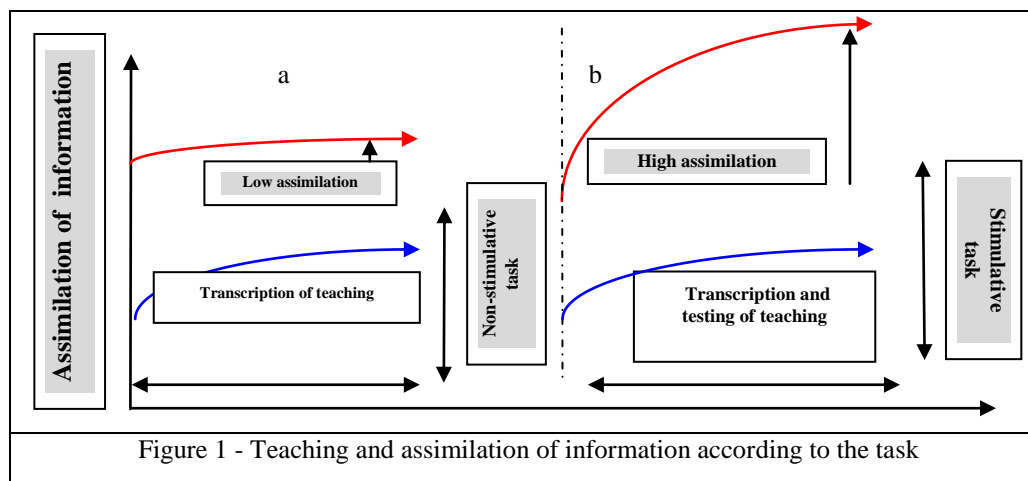 Assimilation of information
a
Low assimilation
Transcription of teaching
Non-stimulative
task
b
High assimilation
Transcription and
testing of teaching
Stimulative
task
Figure 1 - Teaching and assimilation of information according to the task